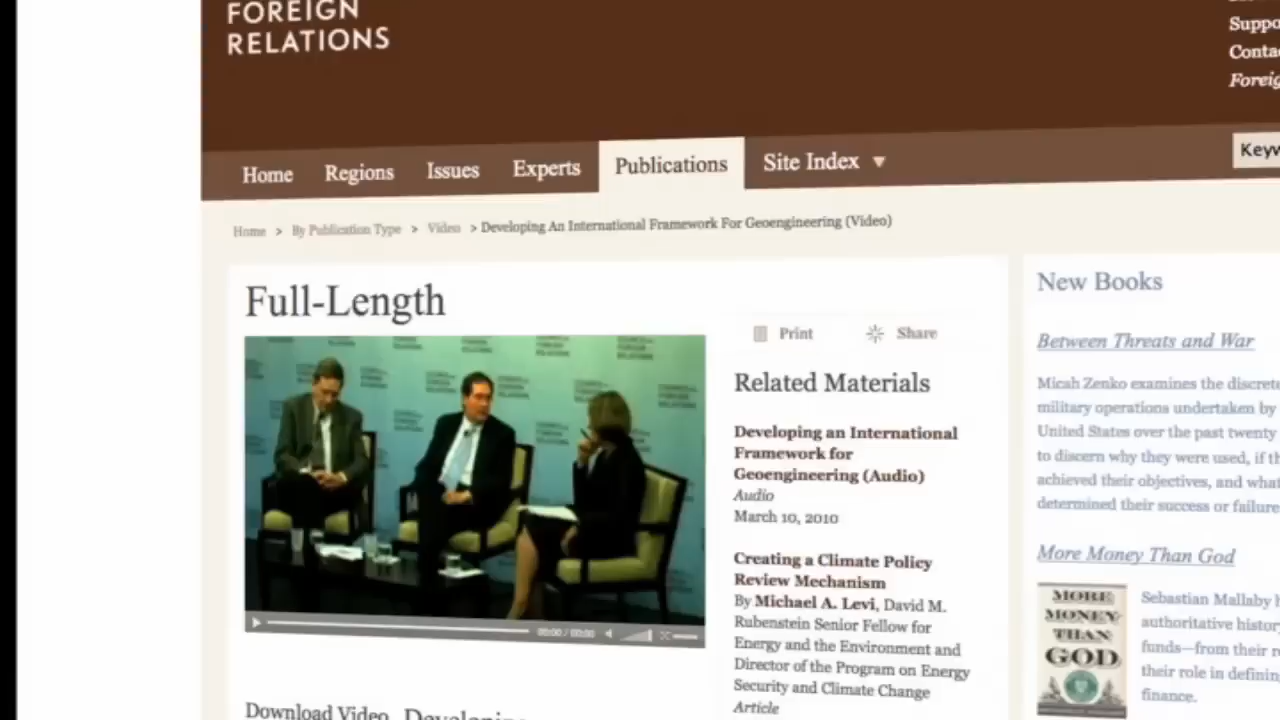 FOREIGN
RELATIONS
Suppo
Conta
Foreig
Home
Regions
Issues
Experts
Publications
Site Index
Keyw
Home > By Publication Type > Video > Developing An International Framework For Geoengineering (Video)
Full-Length
Print
Share
Related Materials
Developing an International
Framework for
Geoengineering (Audio)
Audio
March 10, 2010
Creating a Climate Policy
Review Mechanism
By Michael A. Levi, David M.
Rubenstein Senior Fellow for
Energy and the Environment and
Director of the Program on Energy
Security and Climate Change
Article
00:00 / 00:00
Download Video
New Books
Between Threats and War
Micah Zenko examines the discrete
military operations undertaken by
United States over the past twenty
to discern why they were used, if th
achieved their objectives, and what
determined their success or failure
More Money Than God
MORE
MONEY
THAN
GOD
Sebastian Mallaby h
authoritative history
funds—from their r
their role in defining
finance.